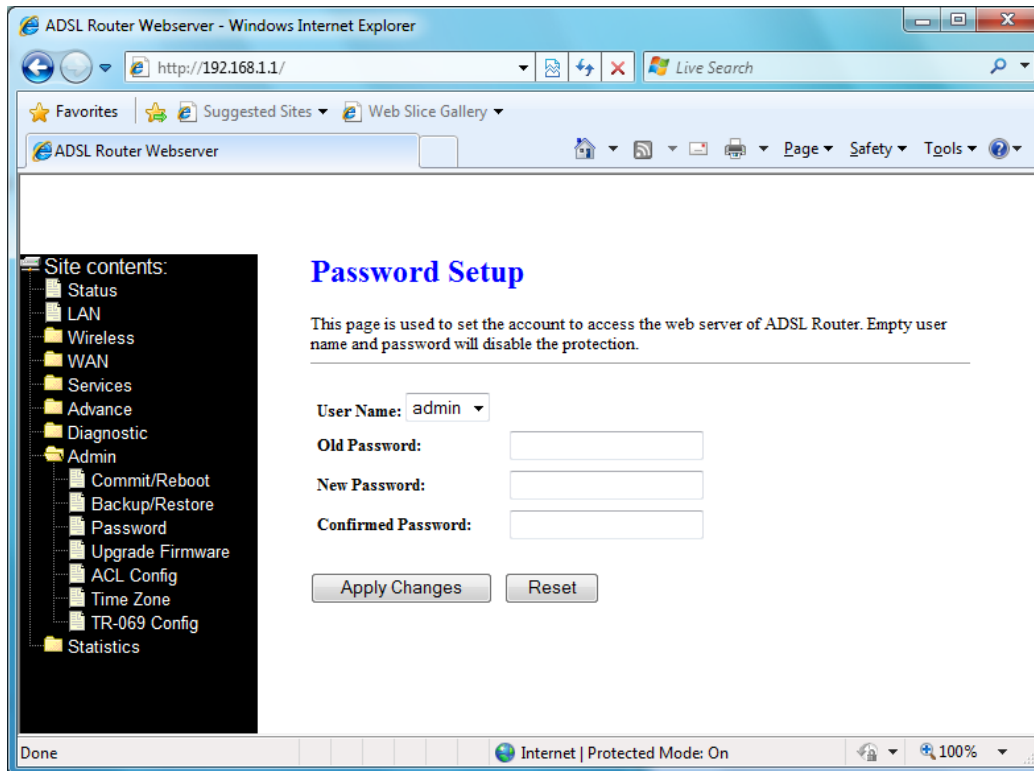 ADSL Router Webserver - Windows Internet Explorer
http://192.168.1.1/
Live Search
Favorites
Suggested Sites
Web Slice Gallery
ADSL Router Webserver
Page
Safety
Tools
Site contents:
Status
LAN
Wireless
WAN
Services
Advance
Diagnostic
Admin
Commit/Reboot
Backup/Restore
Password
Upgrade Firmware
ACL Config
Time Zone
TR-069 Config
Statistics
Password Setup
This page is used to set the account to access the web server of ADSL Router. Empty user
name and password will disable the protection.
User Name: admin
Old Password:
New Password:
Confirmed Password:
Apply Changes
Reset
Done
Internet | Protected Mode: On
100%